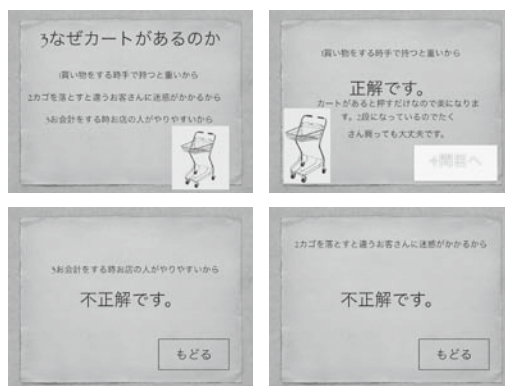 3なぜカートがあるのか
1買い物をする時手で持つと重いから
2カゴを落とすと違うお客さんに迷惑がかかるから
3お会計をする時お店の人がやりやすいから
1買い物をする時手で持つと重いから
正解です。
カートがあると押すだけなので楽になりま
す。2段になっているのでたく
さん買っても大丈夫です。
4問目へ
3お会計をする時お店の人がやりやすいから
不正解です。
もどる
2カゴを落とすと違うお客さんに迷惑がかかるから
不正解です。
もどる